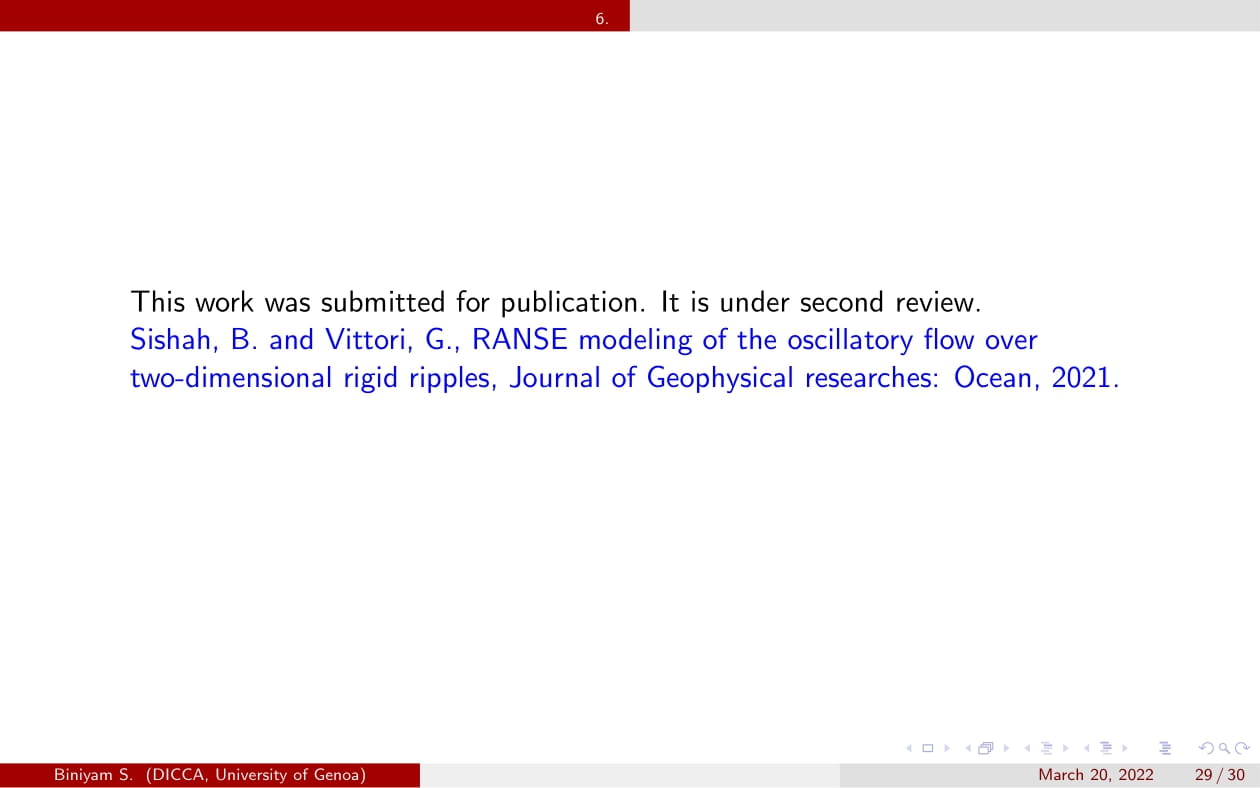 6.
This work was submitted for publication. It is under second review.
Sishah, B. and Vittori, G., RANSE modeling of the oscillatory flow over
two-dimensional rigid ripples, Journal of Geophysical researches: Ocean, 2021.
Biniyam S. (DICCA, University of Genoa)
March 20, 2022
29 / 30